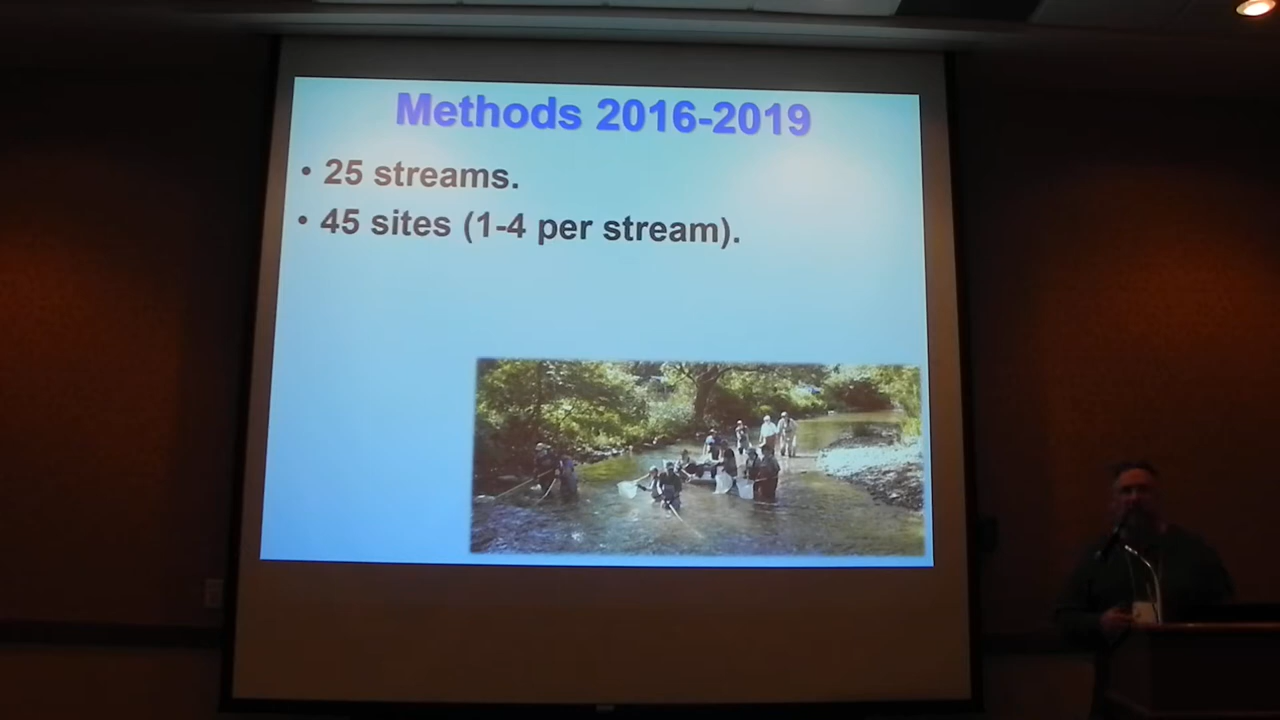 Methods 2016-2019
• 25 streams.
• 45 sites (1-4 per stream).